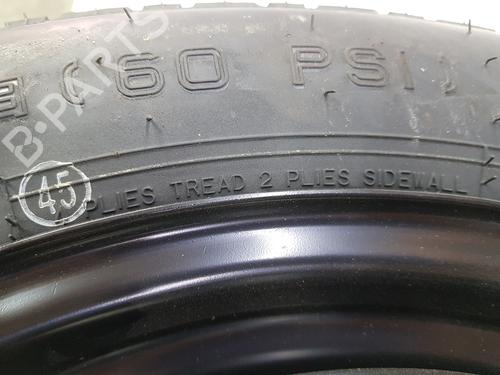 (60 PSI)
PLIES TREAD 2 PLIES SIDEWALL
45
B-PARTS